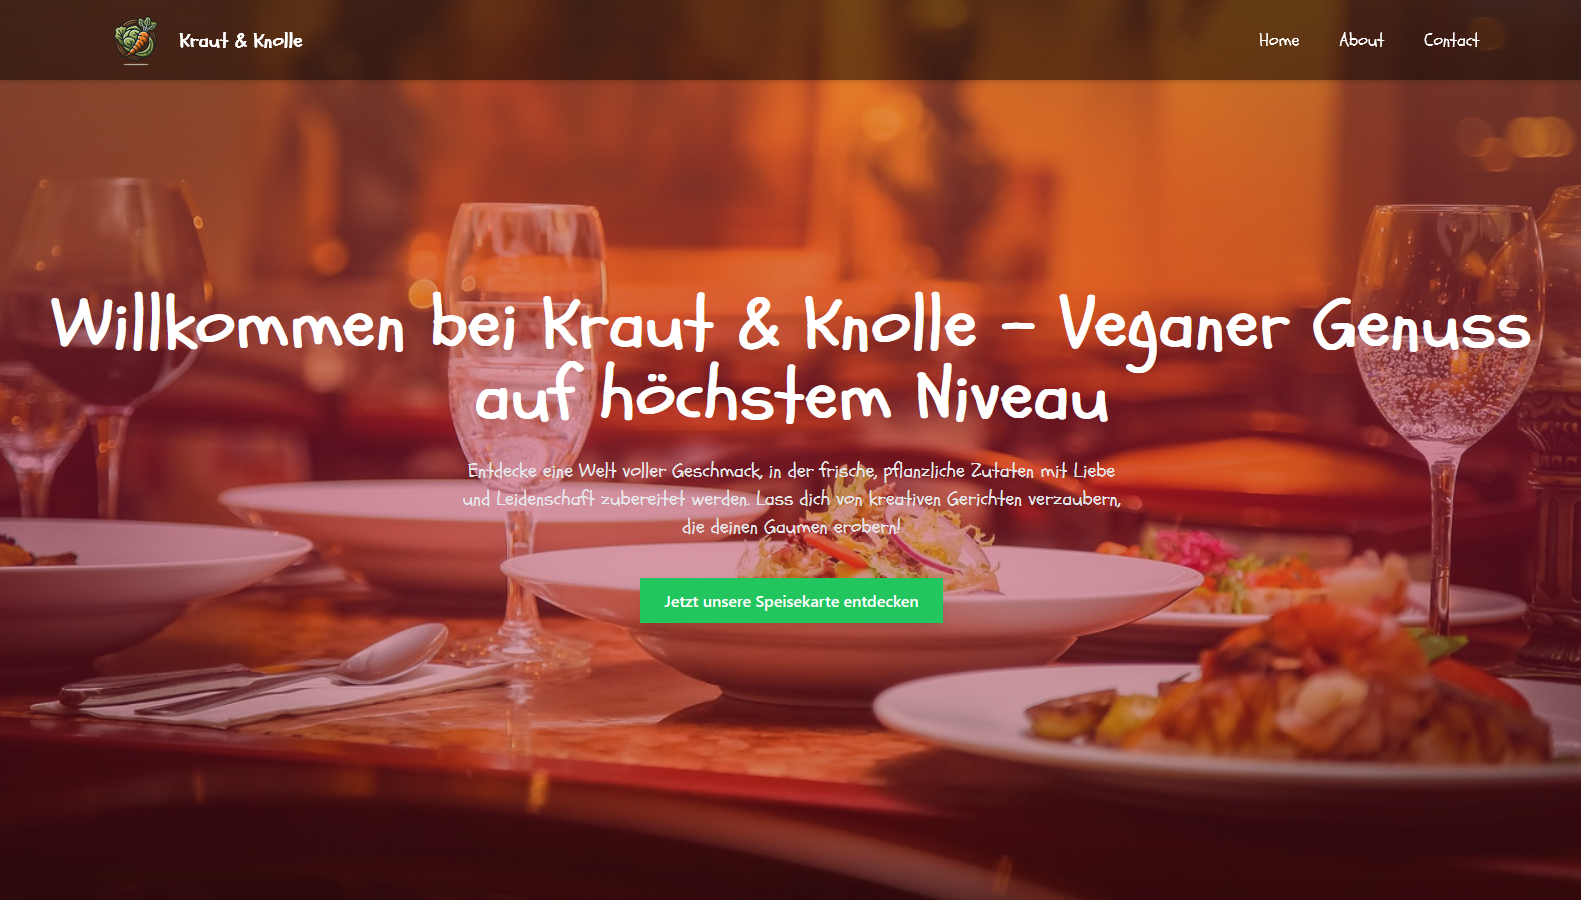 Kraut & Knolle
Home
About
Contact
Willkommen bei Kraut & Knolle – Veganer Genuss
auf höchstem Niveau
Entdecke eine Welt voller Geschmack, in der frische, pflanzliche Zutaten mit Liebe
und Leidenschaft zubereitet werden. Lass dich von kreativen Gerichten verzaubern,
die deinen Gaumen erobern!
Jetzt unsere Speisekarte entdecken